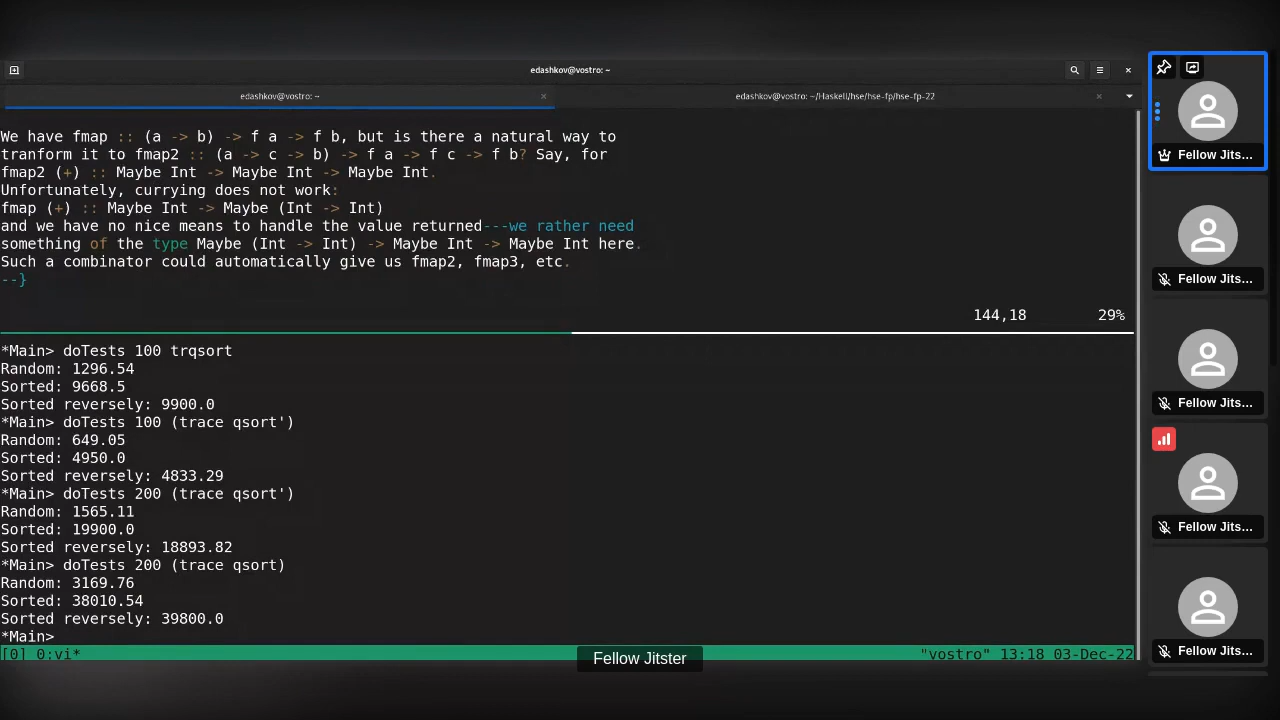 edashkov@vostro: ~
edashkov@vostro: ~
edashkov@vostro: ~/Haskell/hse/hse-fp/hse-fp-22
We have fmap :: (a -> b) -> f a -> f b, but is there a natural way to
tranform it to fmap2 :: (a -> c -> b) -> f a -> f c -> f b? Say, for
fmap2 (+) :: Maybe Int -> Maybe Int -> Maybe Int.
Unfortunately, currying does not work:
fmap (+) :: Maybe Int -> Maybe (Int -> Int)
and we have no nice means to handle the value returned---we rather need
something of the type Maybe (Int -> Int) -> Maybe Int -> Maybe Int here.
Such a combinator could automatically give us fmap2, fmap3, etc.
--}
144,18 29%
*Main> doTests 100 trqsort
Random: 1296.54
Sorted: 9668.5
Sorted reversely: 9900.0
*Main> doTests 100 (trace qsort')
Random: 649.05
Sorted: 4950.0
Sorted reversely: 4833.29
*Main> doTests 200 (trace qsort')
Random: 1565.11
Sorted: 19900.0
Sorted reversely: 18893.82
*Main> doTests 200 (trace qsort)
Random: 3169.76
Sorted: 38010.54
Sorted reversely: 39800.0
*Main>
[0] 0:vi* "vostro" 13:18 03-Dec-22
Fellow Jitster
Fellow Jits...
Fellow Jits...
Fellow Jits...
Fellow Jits...
Fellow Jits...